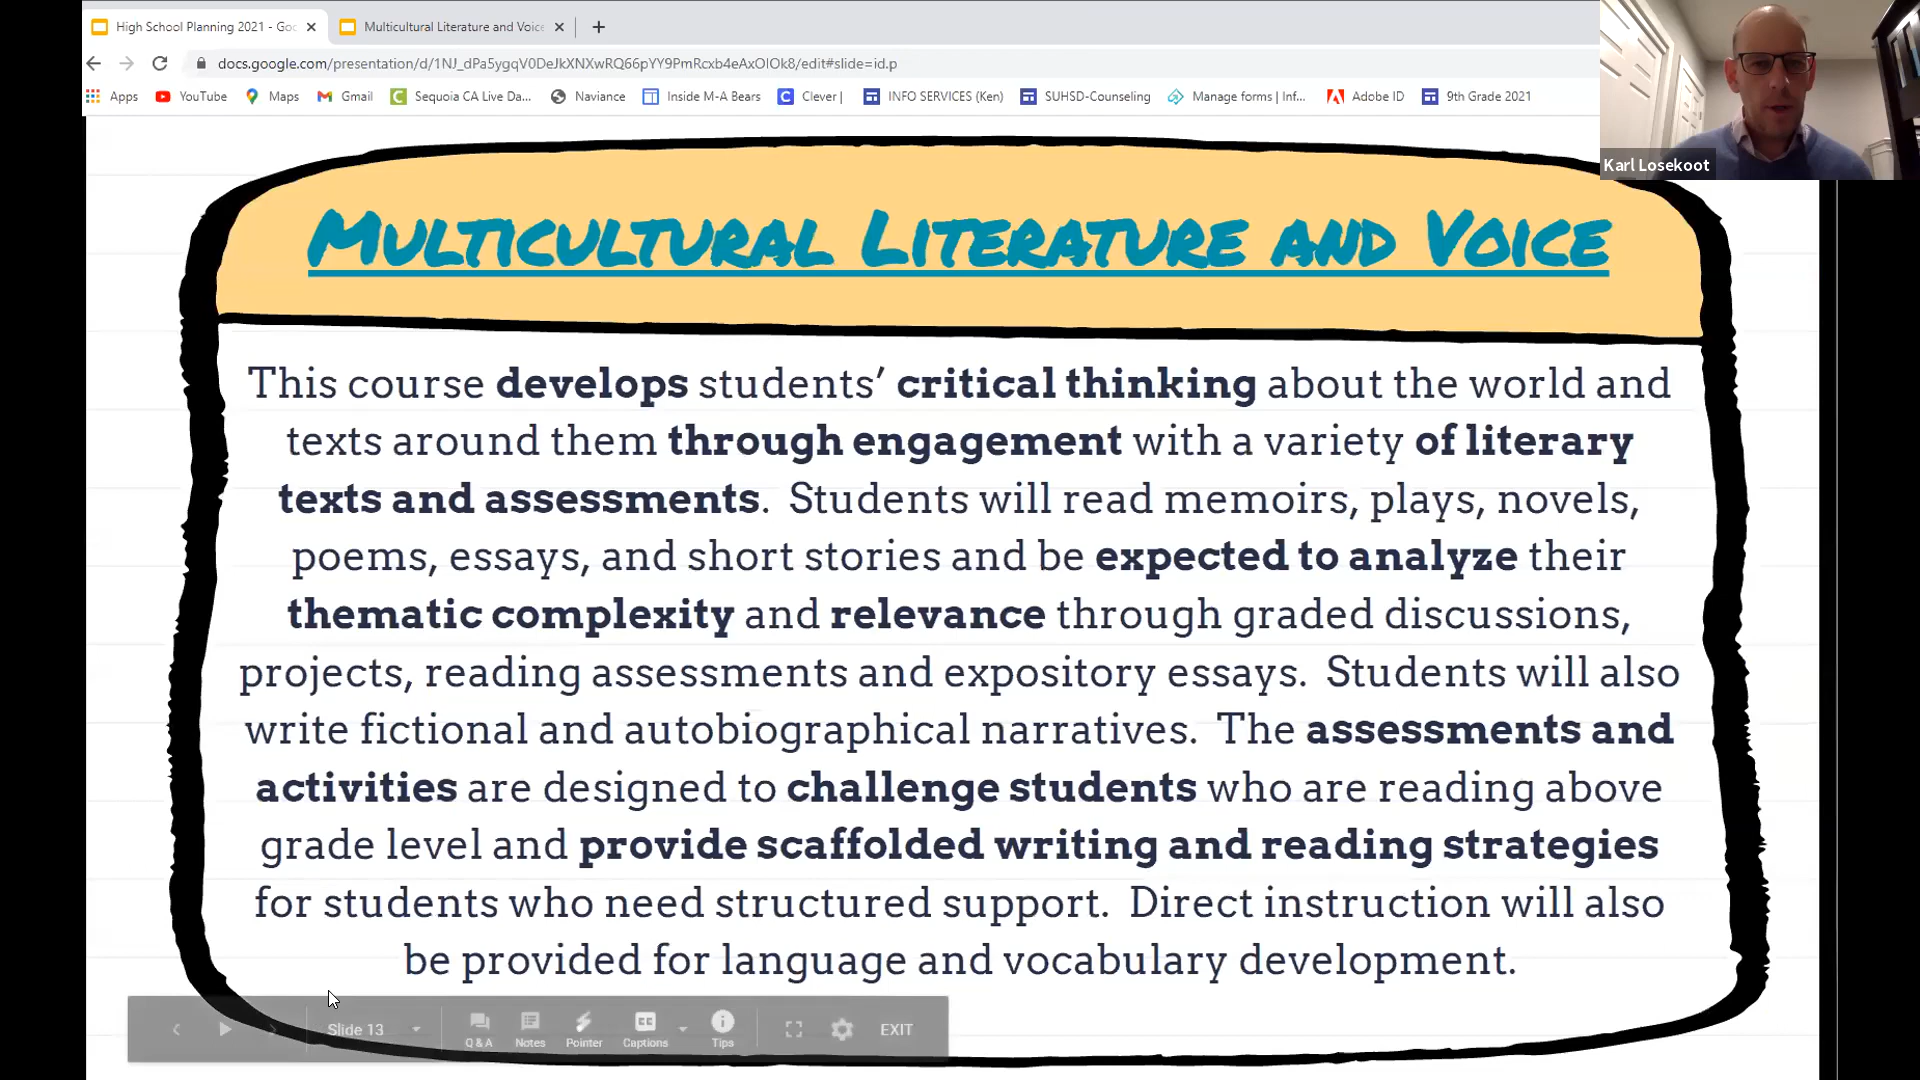 High School Planning 2021 - Goo
Multicultural Literature and Voice
docs.google.com/presentation/d/1NJ_dPa5ygqV0DeJkXNXwRQ66pYY9PmRcxb4eAxOlOk8/edit#slide=id.p
Apps YouTube Maps Gmail Sequoia CA Live Da... Naviance Inside M-A Bears Clever | INFO SERVICES (Ken) SUHSD-Counseling Manage forms | Inf... Adobe ID 9th Grade 2021
Karl Losekoot
MULTICULTURAL LITERATURE AND VOICE
This course develops students’ critical thinking about the world and
texts around them through engagement with a variety of literary
texts and assessments. Students will read memoirs, plays, novels,
poems, essays, and short stories and be expected to analyze their
thematic complexity and relevance through graded discussions,
projects, reading assessments and expository essays. Students will also
write fictional and autobiographical narratives. The assessments and
activities are designed to challenge students who are reading above
grade level and provide scaffolded writing and reading strategies
for students who need structured support. Direct instruction will also
be provided for language and vocabulary development.
Slide 13 Q & A Notes Pointer Captions Tips EXIT